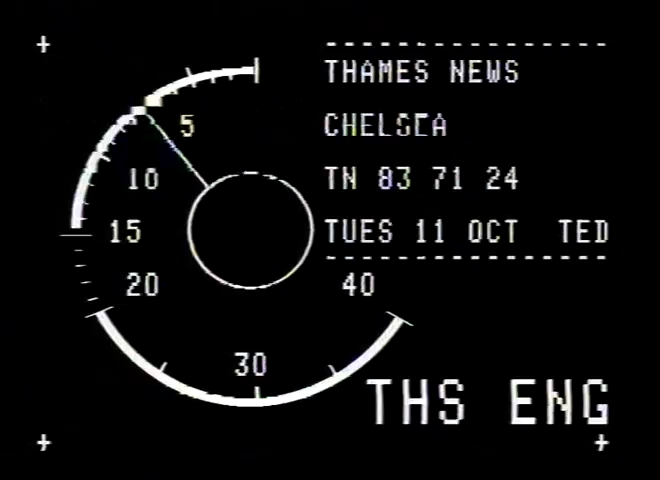 THAMES NEWS
CHELSEA
TN 83 71 24
TUES 11 OCT TED
5
10
15
20
30
40
THS ENG